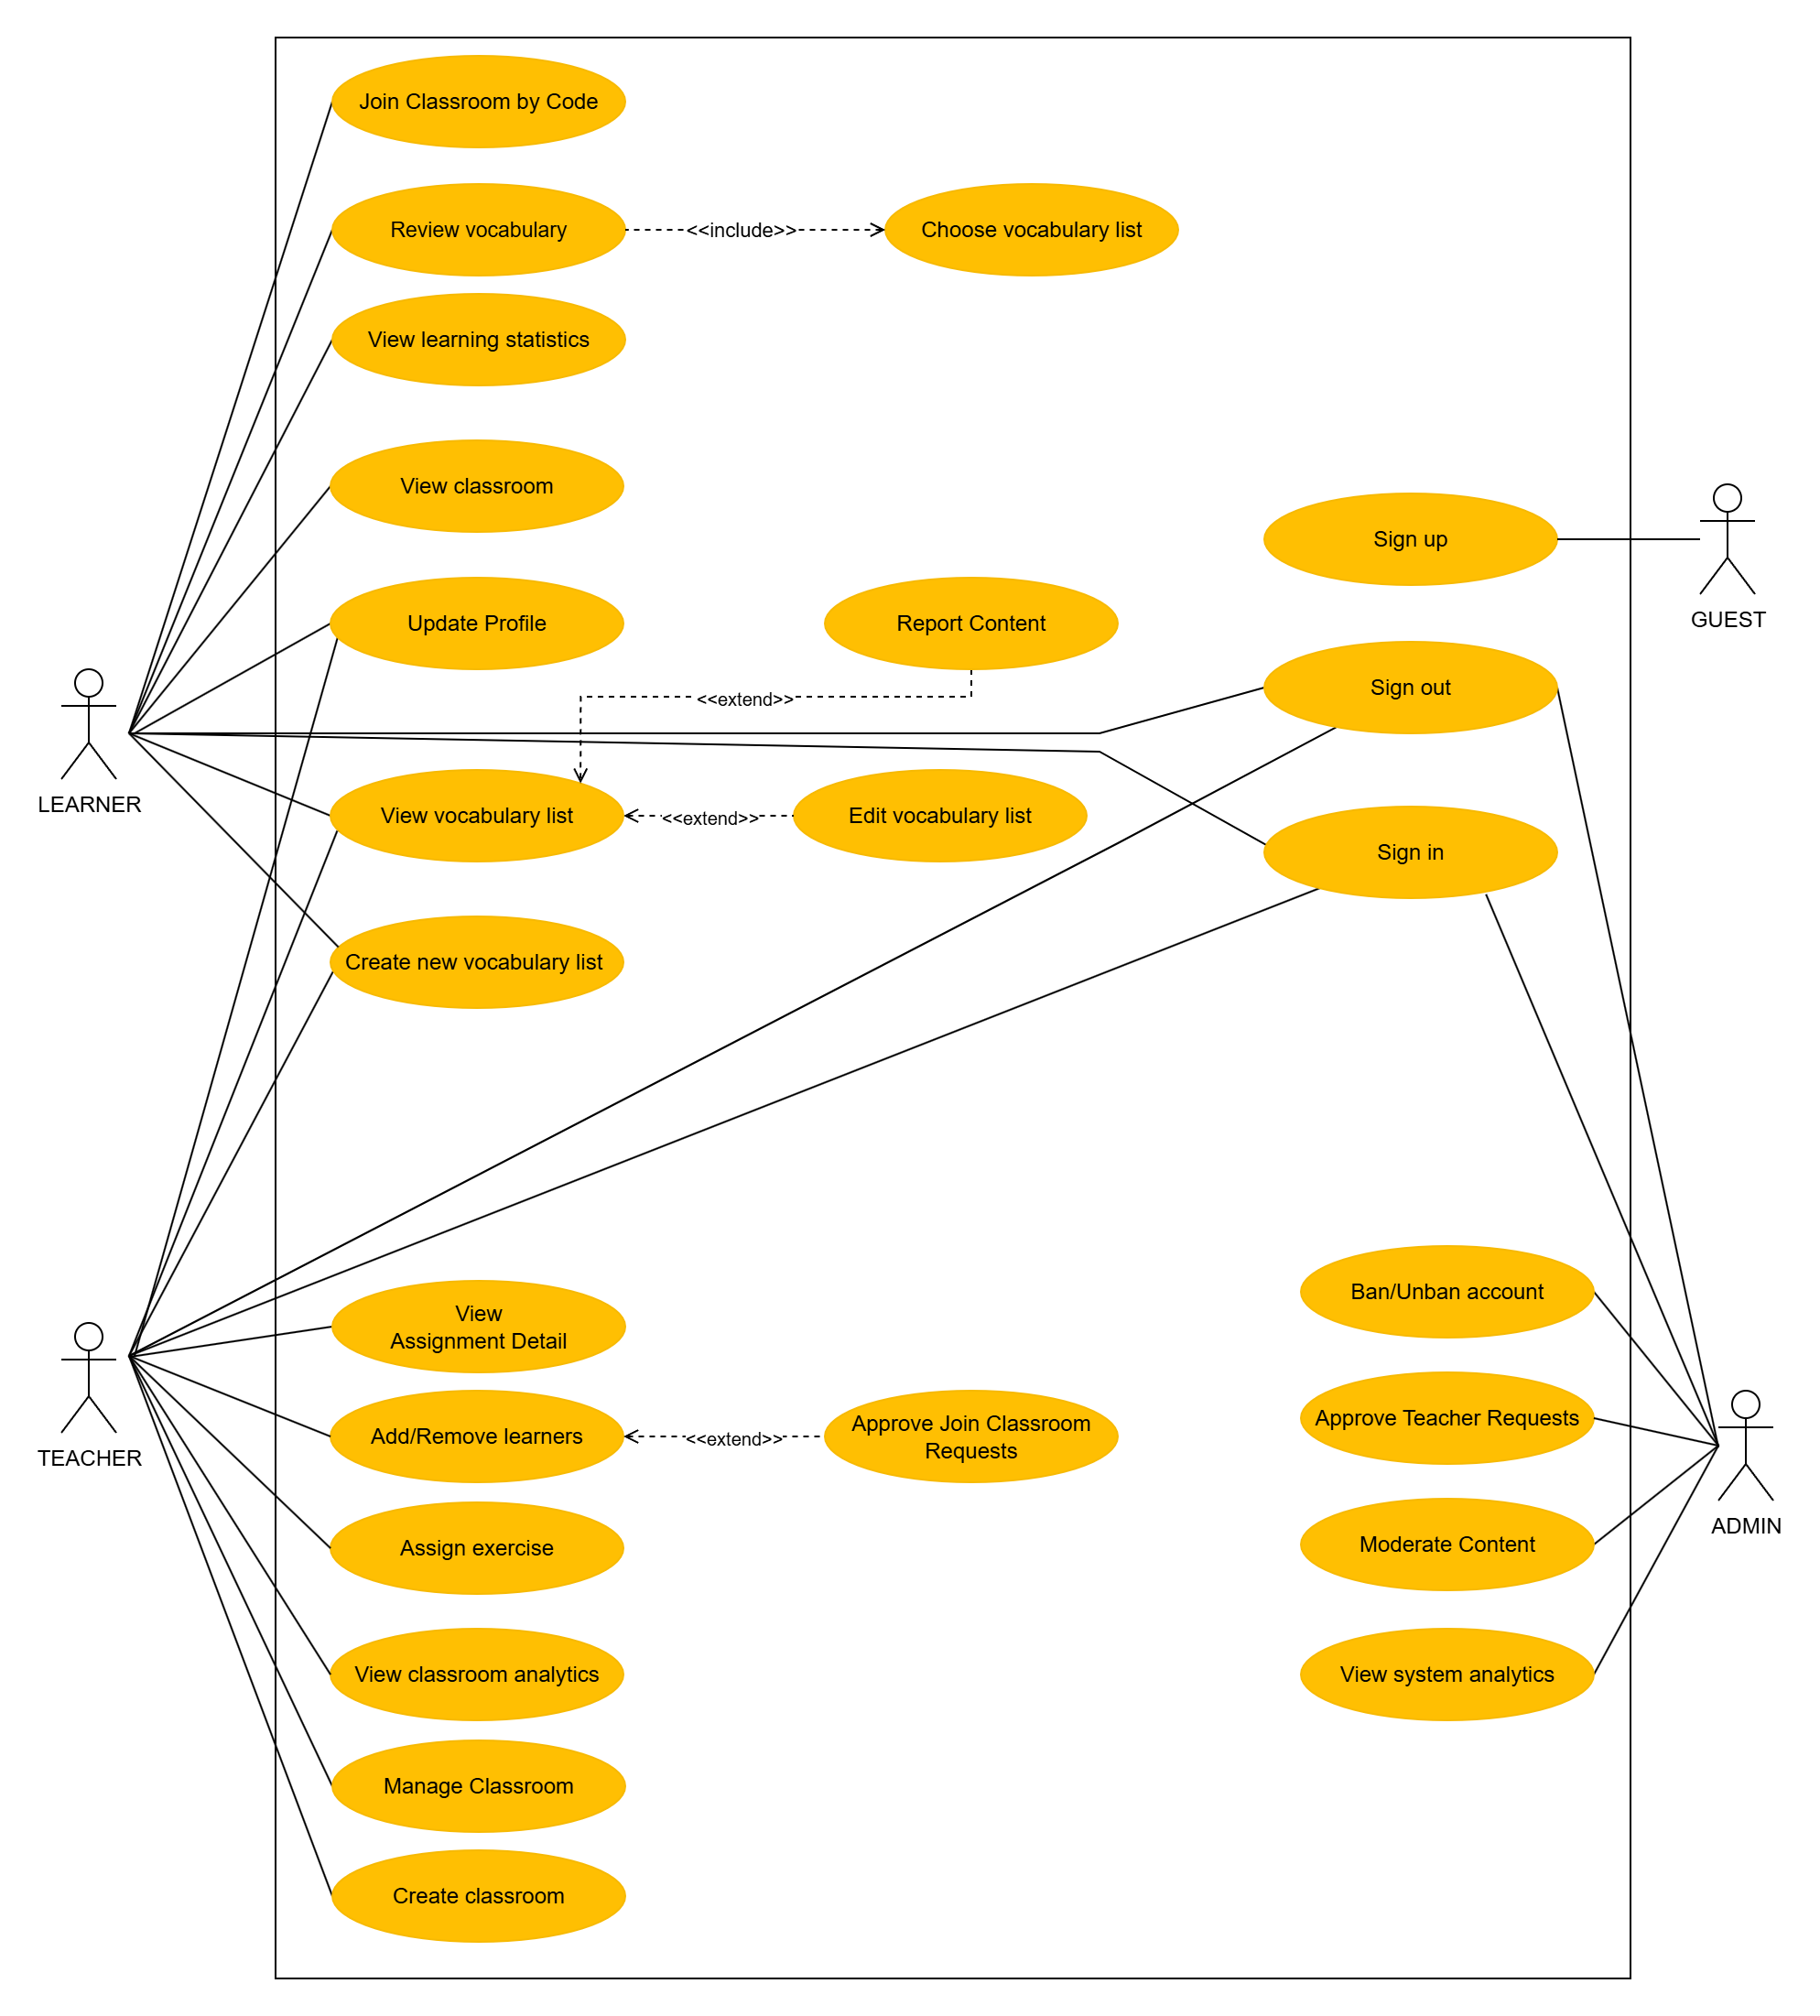 Join Classroom by Code
Review vocabulary
<<include>>
Choose vocabulary list
View learning statistics
View classroom
Sign up
GUEST
Update Profile
Report Content
Sign out
<<extend>>
LEARNER
View vocabulary list
<<extend>>
Edit vocabulary list
Sign in
Create new vocabulary list
View
Assignment Detail
Ban/Unban account
TEACHER
Add/Remove learners
<<extend>>
Approve Join Classroom
Requests
Approve Teacher Requests
ADMIN
Assign exercise
Moderate Content
View classroom analytics
View system analytics
Manage Classroom
Create classroom